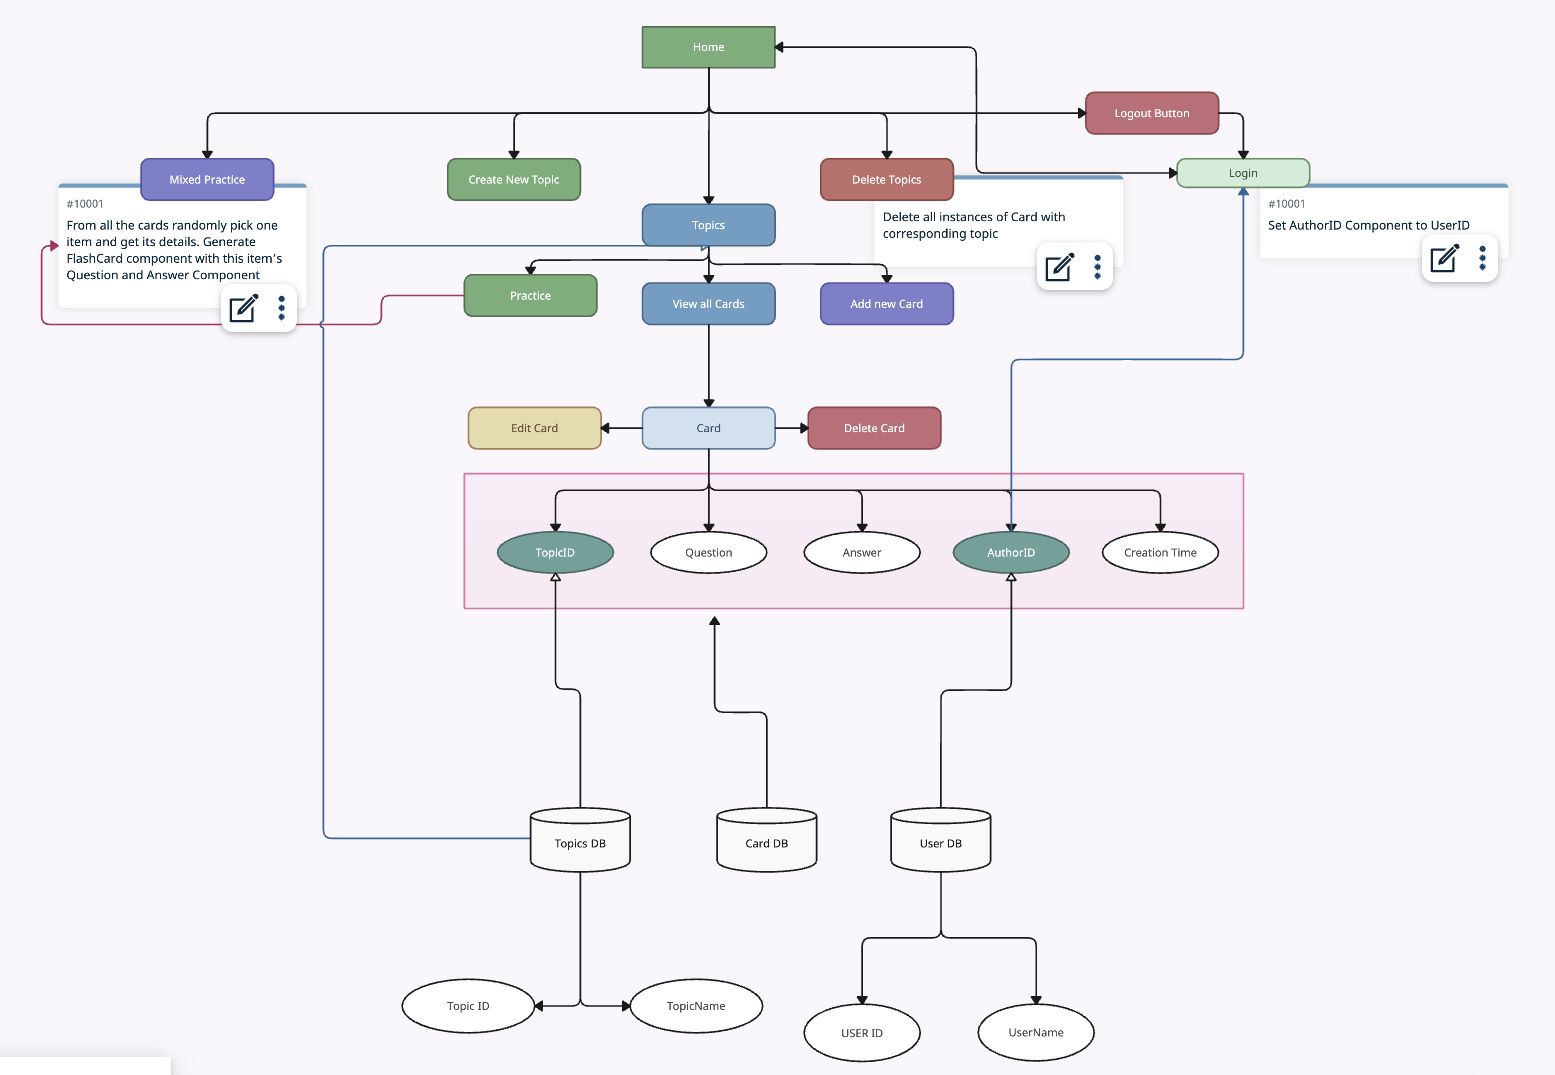 Home
Logout Button
Mixed Practice
Create New Topic
Delete Topics
Login
#10001
From all the cards randomly pick one
item and get its details. Generate
FlashCard component with this item's
Question and Answer Component
Topics
Delete all instances of Card with
corresponding topic
#10001
Set AuthorID Component to UserID
Practice
View all Cards
Add new Card
Edit Card
Card
Delete Card
TopicID
Question
Answer
AuthorID
Creation Time
Topics DB
Card DB
User DB
Topic ID
TopicName
USER ID
UserName